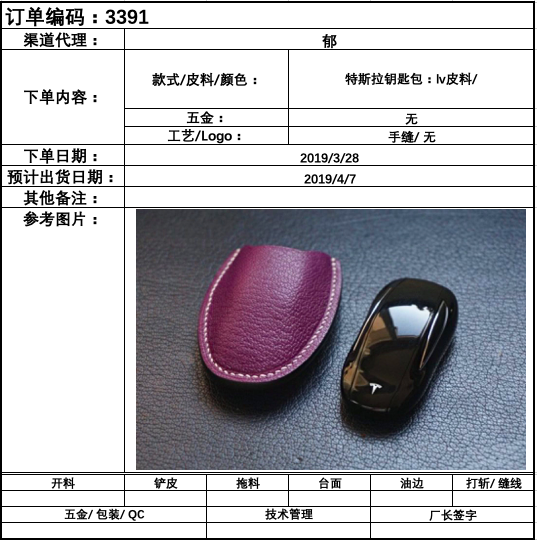 订单编码：3391
渠道代理： 郁
下单内容： 款式/皮料/颜色： 特斯拉钥匙包：lv皮料/
五金： 无
工艺/Logo： 手缝/ 无
下单日期： 2019/3/28
预计出货日期： 2019/4/7
其他备注：
参考图片：
开料 铲皮 拖料 台面 油边 打斩/ 缝线
五金/ 包装/ QC 技术管理 厂长签字